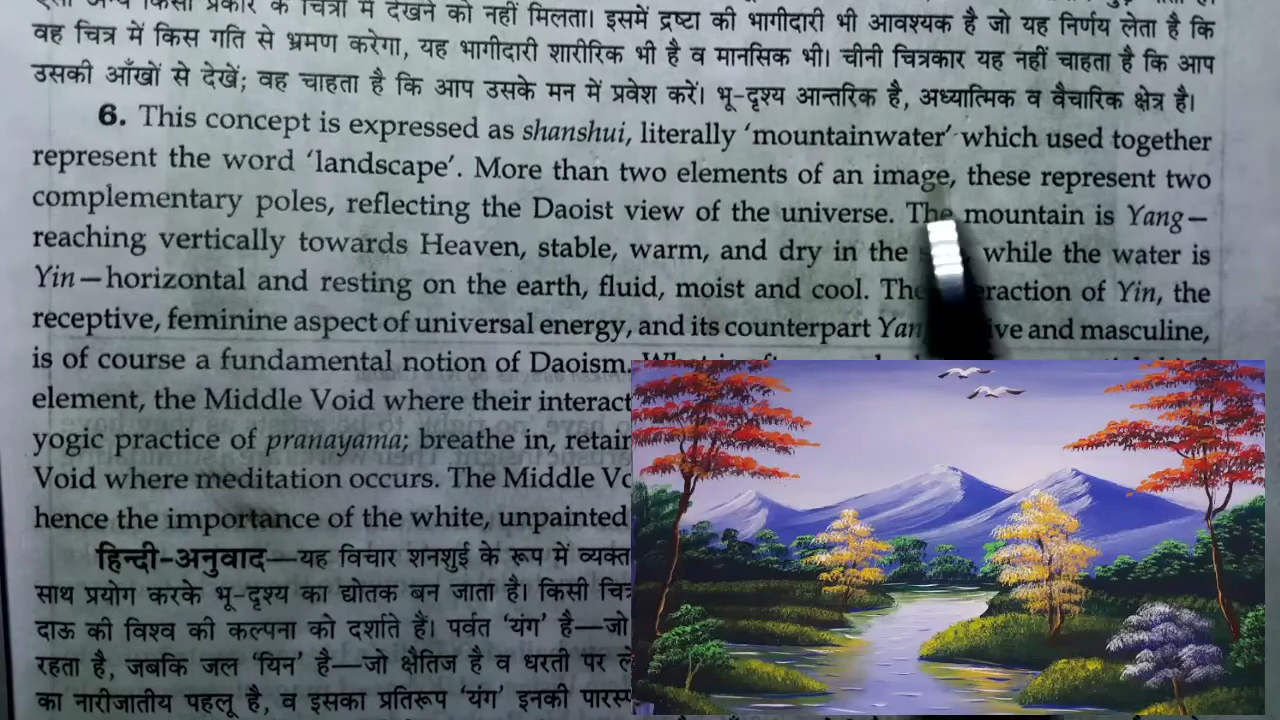 वह चित्र में किस गति से भ्रमण करेगा, यह भागीदारी शारीरिक भी है व मानसिक भी। चीनी चित्रकार यह नहीं चाहता है कि आप
उसकी आँखों से देखें; वह चाहता है कि आप उसके मन में प्रवेश करें। भू-दृश्य आन्तरिक है, अध्यात्मिक व वैचारिक क्षेत्र है।
6. This concept is expressed as shanshui, literally ‘mountainwater’ which used together
represent the word ‘landscape’. More than two elements of an image, these represent two
complementary poles, reflecting the Daoist view of the universe. The mountain is Yang—
reaching vertically towards Heaven, stable, warm, and dry in the while the water is
Yin—horizontal and resting on the earth, fluid, moist and cool. The of Yin, the
receptive, feminine aspect of universal energy, and its counterpart and masculine,
is of course a fundamental notion of Daoism.
element, the Middle Void where their
yogic practice of pranayama; breathe in,
Void where meditation occurs. The Middle
hence the importance of the white, unpainted
हिन्दी-अनुवाद—यह विचार शनशुई के रूप में
साथ प्रयोग करके भू-दृश्य का द्योतक बन जाता है। किसी
दाऊ की विश्व की कल्पना को दर्शाते हैं। पर्वत ‘यंग’ है—जो
रहता है, जबकि जल ‘यिन’ है—जो क्षैतिज है व धरती पर
का नारीजातीय पहलू है, व इसका प्रतिरूप ‘यंग’ इनकी